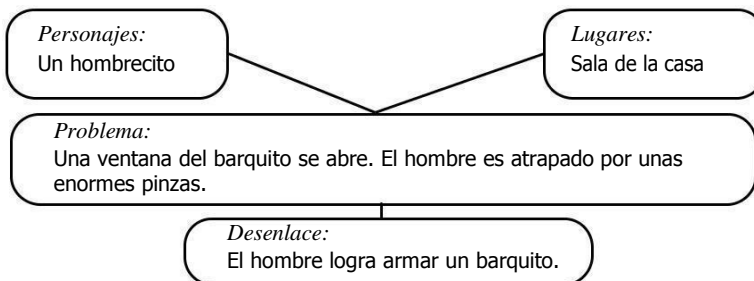 Personajes:
Un hombrecito
Lugares:
Sala de la casa
Problema:
Una ventana del barquito se abre. El hombre es atrapado por unas
enormes pinzas.
Desenlace:
El hombre logra armar un barquito.